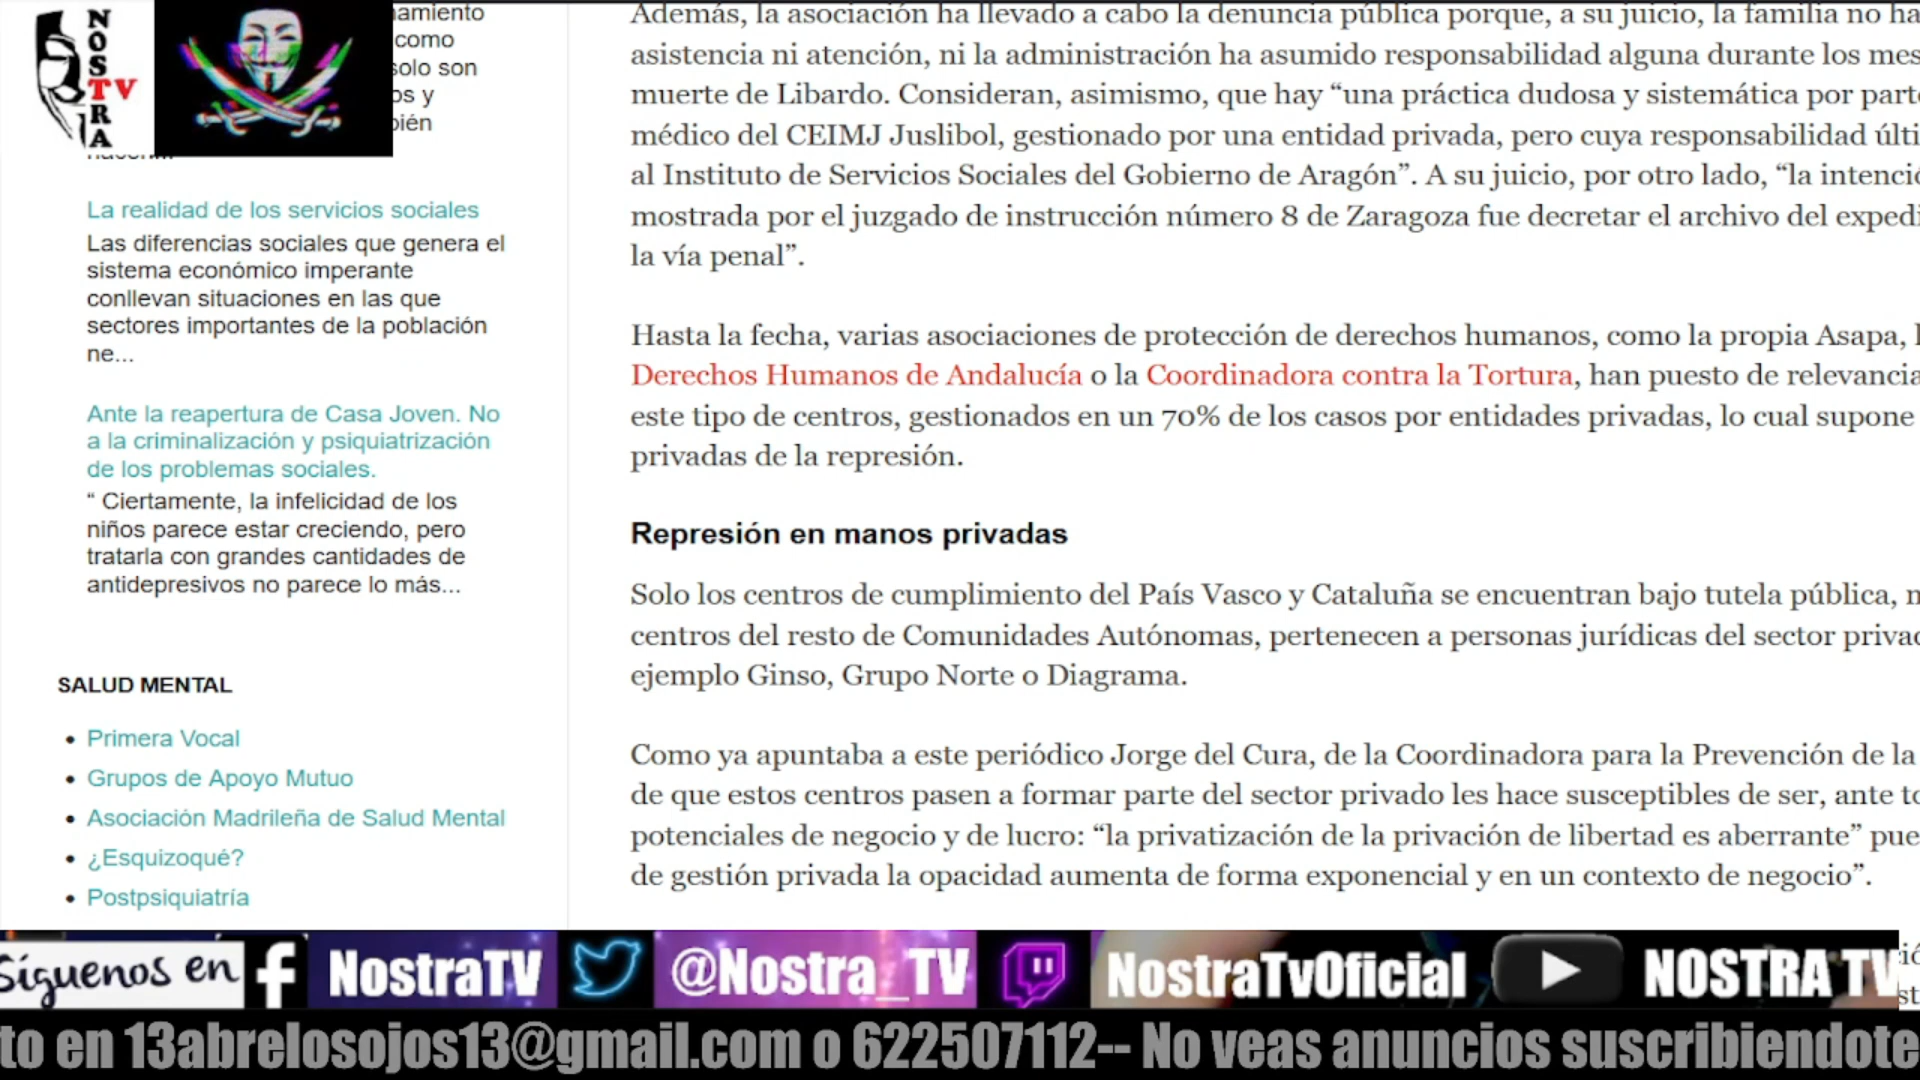 NOSTRA
TV
namiento
como
solo son
os y
bién
La realidad de los servicios sociales
Las diferencias sociales que genera el
sistema económico imperante
conllevan situaciones en las que
sectores importantes de la población
ne...
Ante la reapertura de Casa Joven. No
a la criminalización y psiquiatrización
de los problemas sociales.
“ Ciertamente, la infelicidad de los
niños parece estar creciendo, pero
tratarla con grandes cantidades de
antidepresivos no parece lo más...
SALUD MENTAL
• Primera Vocal
• Grupos de Apoyo Mutuo
• Asociación Madrileña de Salud Mental
• ¿Esquizoqué?
• Postpsiquiatría
Además, la asociación ha llevado a cabo la denuncia pública porque, a su juicio, la familia no ha
asistencia ni atención, ni la administración ha asumido responsabilidad alguna durante los mes
muerte de Libardo. Consideran, asimismo, que hay “una práctica dudosa y sistemática por parte
médico del CEIMJ Juslibol, gestionado por una entidad privada, pero cuya responsabilidad últi
al Instituto de Servicios Sociales del Gobierno de Aragón”. A su juicio, por otro lado, “la intenció
mostrada por el juzgado de instrucción número 8 de Zaragoza fue decretar el archivo del expedi
la vía penal”.
Hasta la fecha, varias asociaciones de protección de derechos humanos, como la propia Asapa,
Derechos Humanos de Andalucía o la Coordinadora contra la Tortura, han puesto de relevancia
este tipo de centros, gestionados en un 70% de los casos por entidades privadas, lo cual supone
privadas de la represión.
Represión en manos privadas
Solo los centros de cumplimiento del País Vasco y Cataluña se encuentran bajo tutela pública,
centros del resto de Comunidades Autónomas, pertenecen a personas jurídicas del sector privad
ejemplo Ginso, Grupo Norte o Diagrama.
Como ya apuntaba a este periódico Jorge del Cura, de la Coordinadora para la Prevención de la
de que estos centros pasen a formar parte del sector privado les hace susceptibles de ser, ante to
potenciales de negocio y de lucro: “la privatización de la privación de libertad es aberrante” pue
de gestión privada la opacidad aumenta de forma exponencial y en un contexto de negocio”.
Síguenos en NostraTV @Nostra_TV NostraTvOficial NOSTRA TV
to en 13abrelosojos13@gmail.com o 622507112-- No veas anuncios suscribiendote